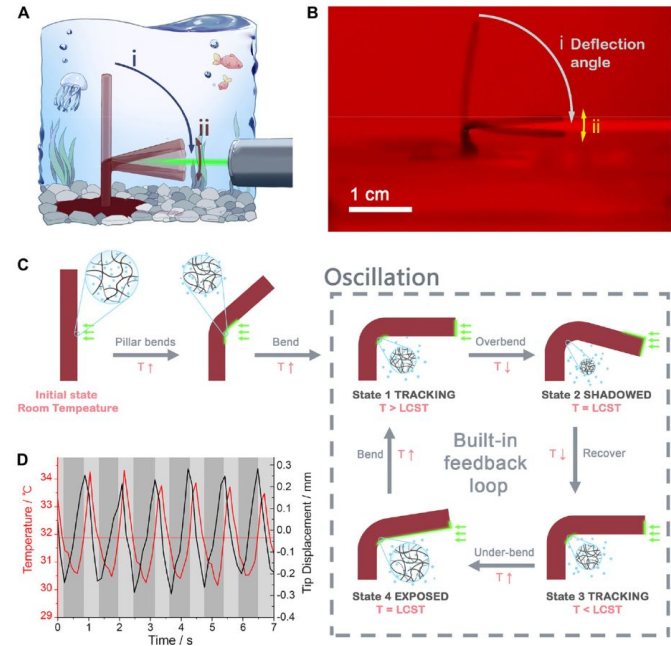 A
i
ii
B
i Deflection
angle
ii
1 cm
C
Pillar bends
T ↑
Bend
T ↑
Initial state
Room Tempeature
Oscillation
Overbend
T ↓
State 1 TRACKING
T > LCST
State 2 SHADOWED
T = LCST
Bend
T ↑
Built-in
feedback
loop
T ↓
Recover
Under-bend
T ↑
State 4 EXPOSED
T = LCST
State 3 TRACKING
T < LCST
D
Temperature / °C
34
33
32
31
30
29
0
1
2
3
4
5
6
7
Time / s
0.3
0.2
0.1
0.0
-0.1
-0.2
-0.3
-0.4
Tip Displacement / mm